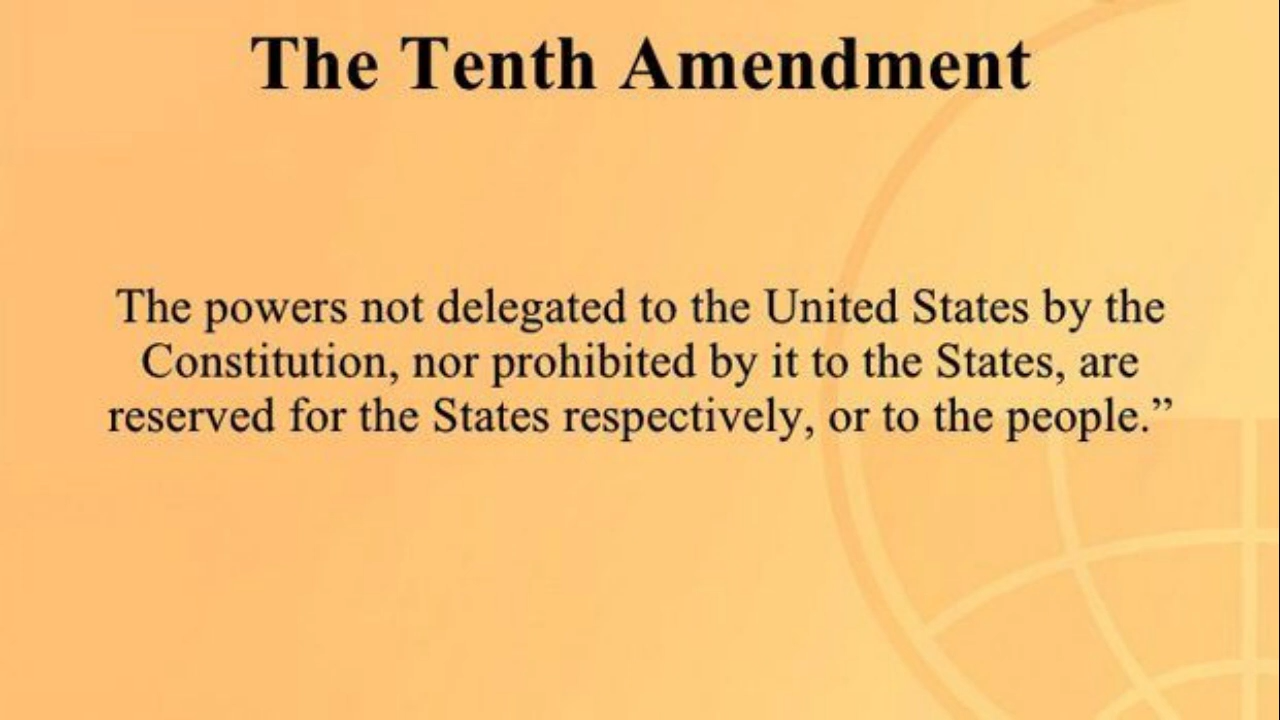 The Tenth Amendment
The powers not delegated to the United States by the
Constitution, nor prohibited by it to the States, are
reserved for the States respectively, or to the people.”